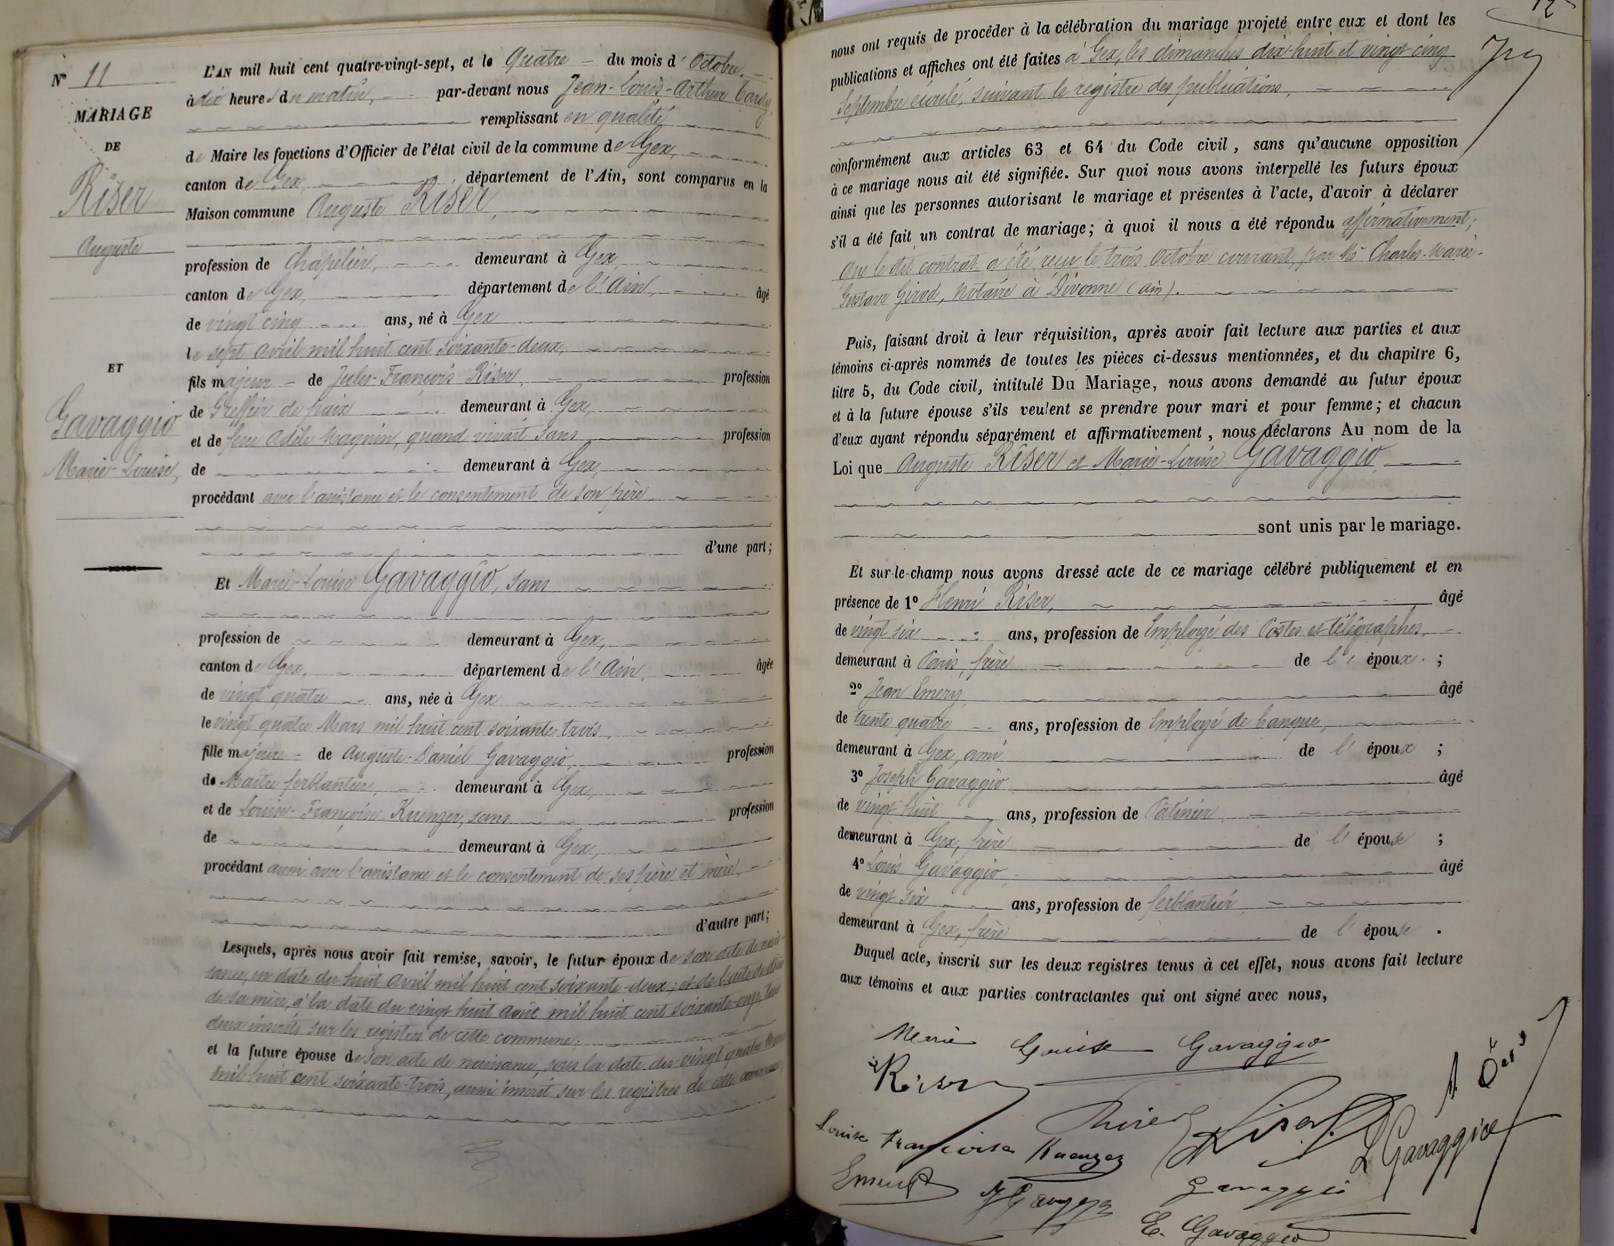 N° 11
MARIAGE
DE
Riser
Auguste
ET
Gavaggio
Marie-Louise,
L'AN mil huit cent quatre-vingt-sept, et le Quatre du mois d'Octobre
à dix heures du matin, par-devant nous Jean-Louis-Arthur
remplissant en qualité
de Maire les fonctions d'Officier de l'état civil de la commune de Gex,
canton de Gex, département de l'Ain, sont comparus en la
Maison commune Auguste Riser,
profession de Chapelier, demeurant à Gex
canton de Gex, département de l'Ain, âgé
de vingt cinq ans, né à Gex
le sept avril mil huit cent soixante-deux,
fils majeur de Jules-François Riser, profession
de Greffier de paix demeurant à Gex,
et de feue Adèle Magnin, quand vivait sans profession
de demeurant à Gex,
procédant avec l'assistance et le consentement de son père,
d'une part;
Et Marie-Louise Gavaggio, sans
profession de demeurant à Gex,
canton de Gex, département de l'Ain, âgée
de vingt quatre ans, née à Gex
le vingt quatre Mars mil huit cent soixante trois,
fille majeure de Auguste-Daniel Gavaggio, profession
de Maître ferblantier, demeurant à Gex,
et de Louise-Françoise Kuenzer, sans profession
de demeurant à Gex,
procédant aussi avec l'assistance et le consentement de ses père et mère,
d'autre part;
Lesquels, après nous avoir fait remise, savoir, le futur époux de son acte de nais-
sance, en date du huit avril mil huit cent soixante-deux; et de l'acte de décès
de sa mère, à la date du vingt huit août mil huit cent soixante-onze, tous
deux inscrits sur les registres de cette commune;
et la future épouse de son acte de naissance, sous la date du vingt quatre Mars
mil huit cent soixante-trois, aussi inscrit sur les registres de cette commune
12
nous ont requis de procéder à la célébration du mariage projeté entre eux et dont les
publications et affiches ont été faites à Gex, les dimanches dix-huit et vingt cinq
Septembre écoulé, suivant le registre des publications,
conformément aux articles 63 et 64 du Code civil, sans qu'aucune opposition
à ce mariage nous ait été signifiée. Sur quoi nous avons interpellé les futurs époux
ainsi que les personnes autorisant le mariage et présentes à l'acte, d'avoir à déclarer
s'il a été fait un contrat de mariage; à quoi il nous a été répondu affirmativement;
que le dit contrat a été reçu le trois Octobre courant, par Me Charles-Marie-
Gustave Girod, Notaire à Divonne (Ain).
Puis, faisant droit à leur réquisition, après avoir fait lecture aux parties et aux
témoins ci-après nommés de toutes les pièces ci-dessus mentionnées, et du chapitre 6,
titre 5, du Code civil, intitulé Du Mariage, nous avons demandé au futur époux
et à la future épouse s'ils veulent se prendre pour mari et pour femme; et chacun
d'eux ayant répondu séparément et affirmativement, nous déclarons Au nom de la
Loi que Auguste Riser et Marie-Louise Gavaggio
sont unis par le mariage.
Et sur-le-champ nous avons dressé acte de ce mariage célébré publiquement et en
présence de 1° Henri Riser, âgé
de vingt six ans, profession de Employé des Postes et télégraphes,
demeurant à Paris, frère de l'époux;
2° Jean Emery âgé
de trente quatre ans, profession de Employé de banque,
demeurant à Gex, ami de l'époux;
3° Joseph Gavaggio âgé
de vingt huit ans, profession de
demeurant à Gex, frère de l'épouse;
4° Louis Gavaggio, âgé
de vingt six ans, profession de ferblantier
demeurant à Gex, frère de l'épouse.
Duquel acte, inscrit sur les deux registres tenus à cet effet, nous avons fait lecture
aux témoins et aux parties contractantes qui ont signé avec nous,
Marie Louise Gavaggio
Riser
Riser
L Gavaggio
Louise Françoise Kuenzer
Gavaggio
E. Gavaggio